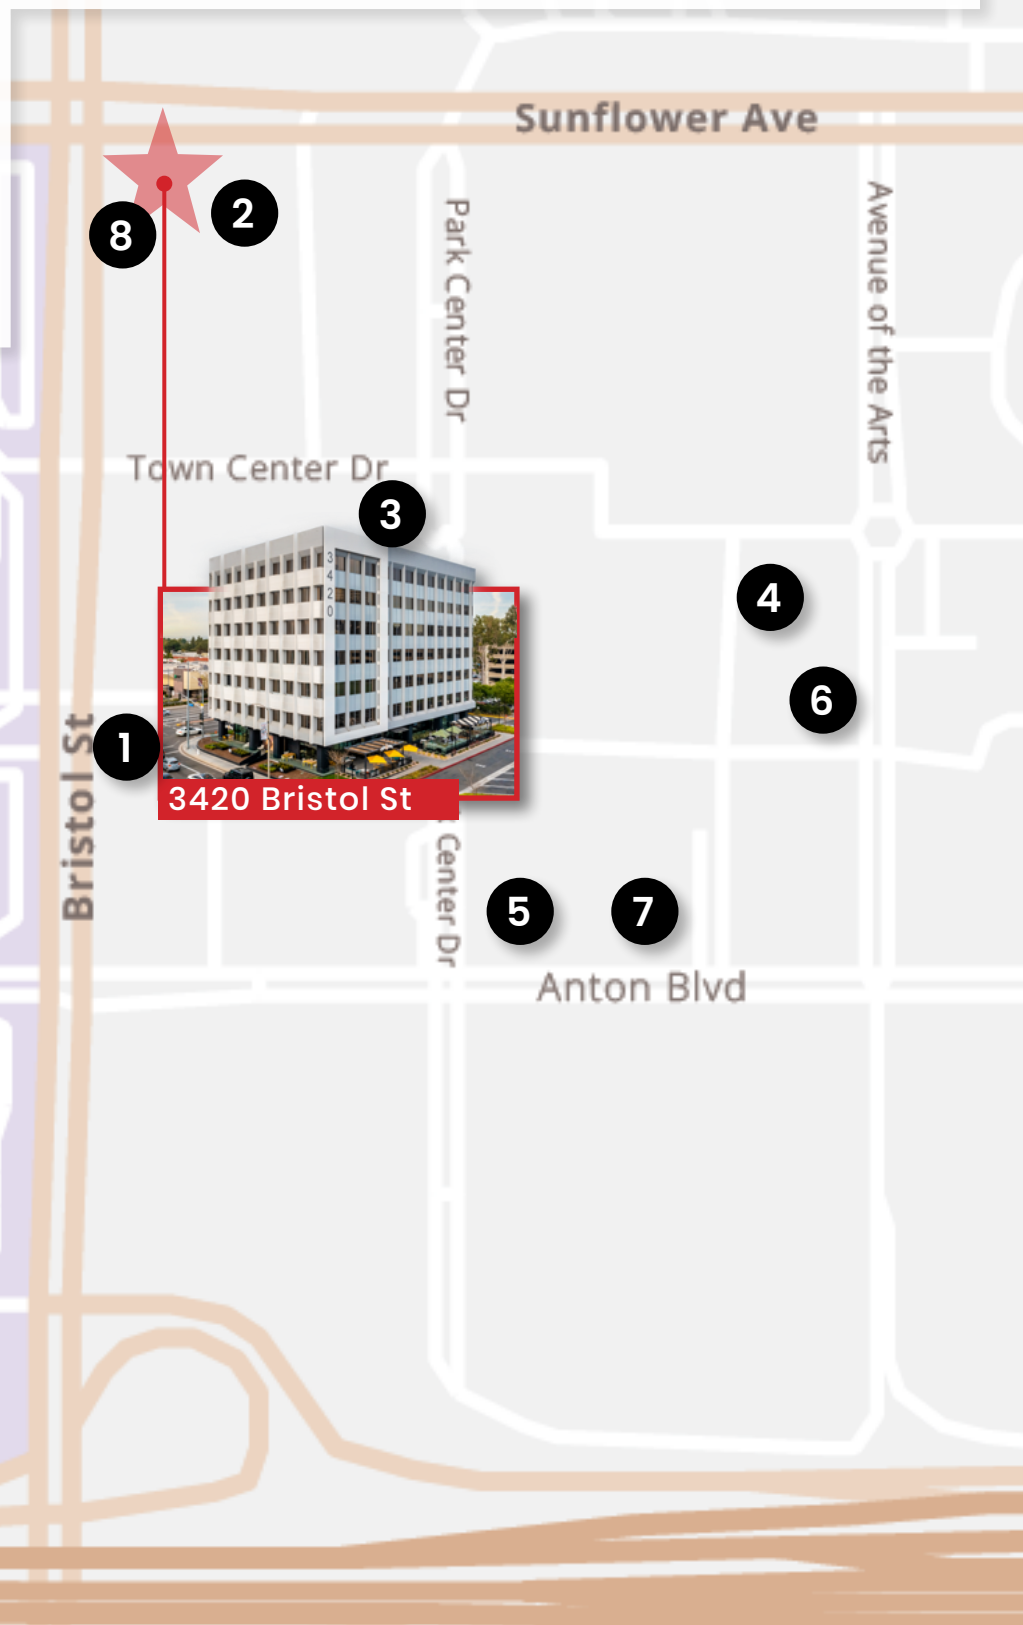 Sunflower Ave
Park Center Dr
Avenue of the Arts
8
2
Town Center Dr
3
3420
4
6
1
Bristol St
3420 Bristol St
Center Dr
5
7
Anton Blvd